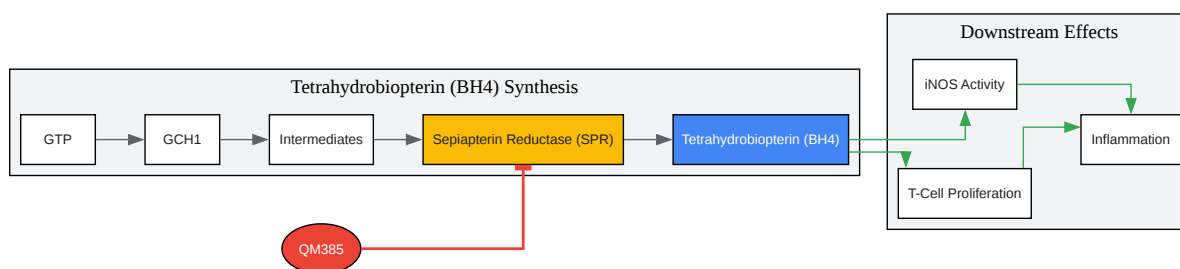 Downstream Effects
Tetrahydrobiopterin (BH4) Synthesis
iNOS Activity
GTP
GCH1
Intermediates
Sepiapterin Reductase (SPR)
Tetrahydrobiopterin (BH4)
Inflammation
T-Cell Proliferation
QM385